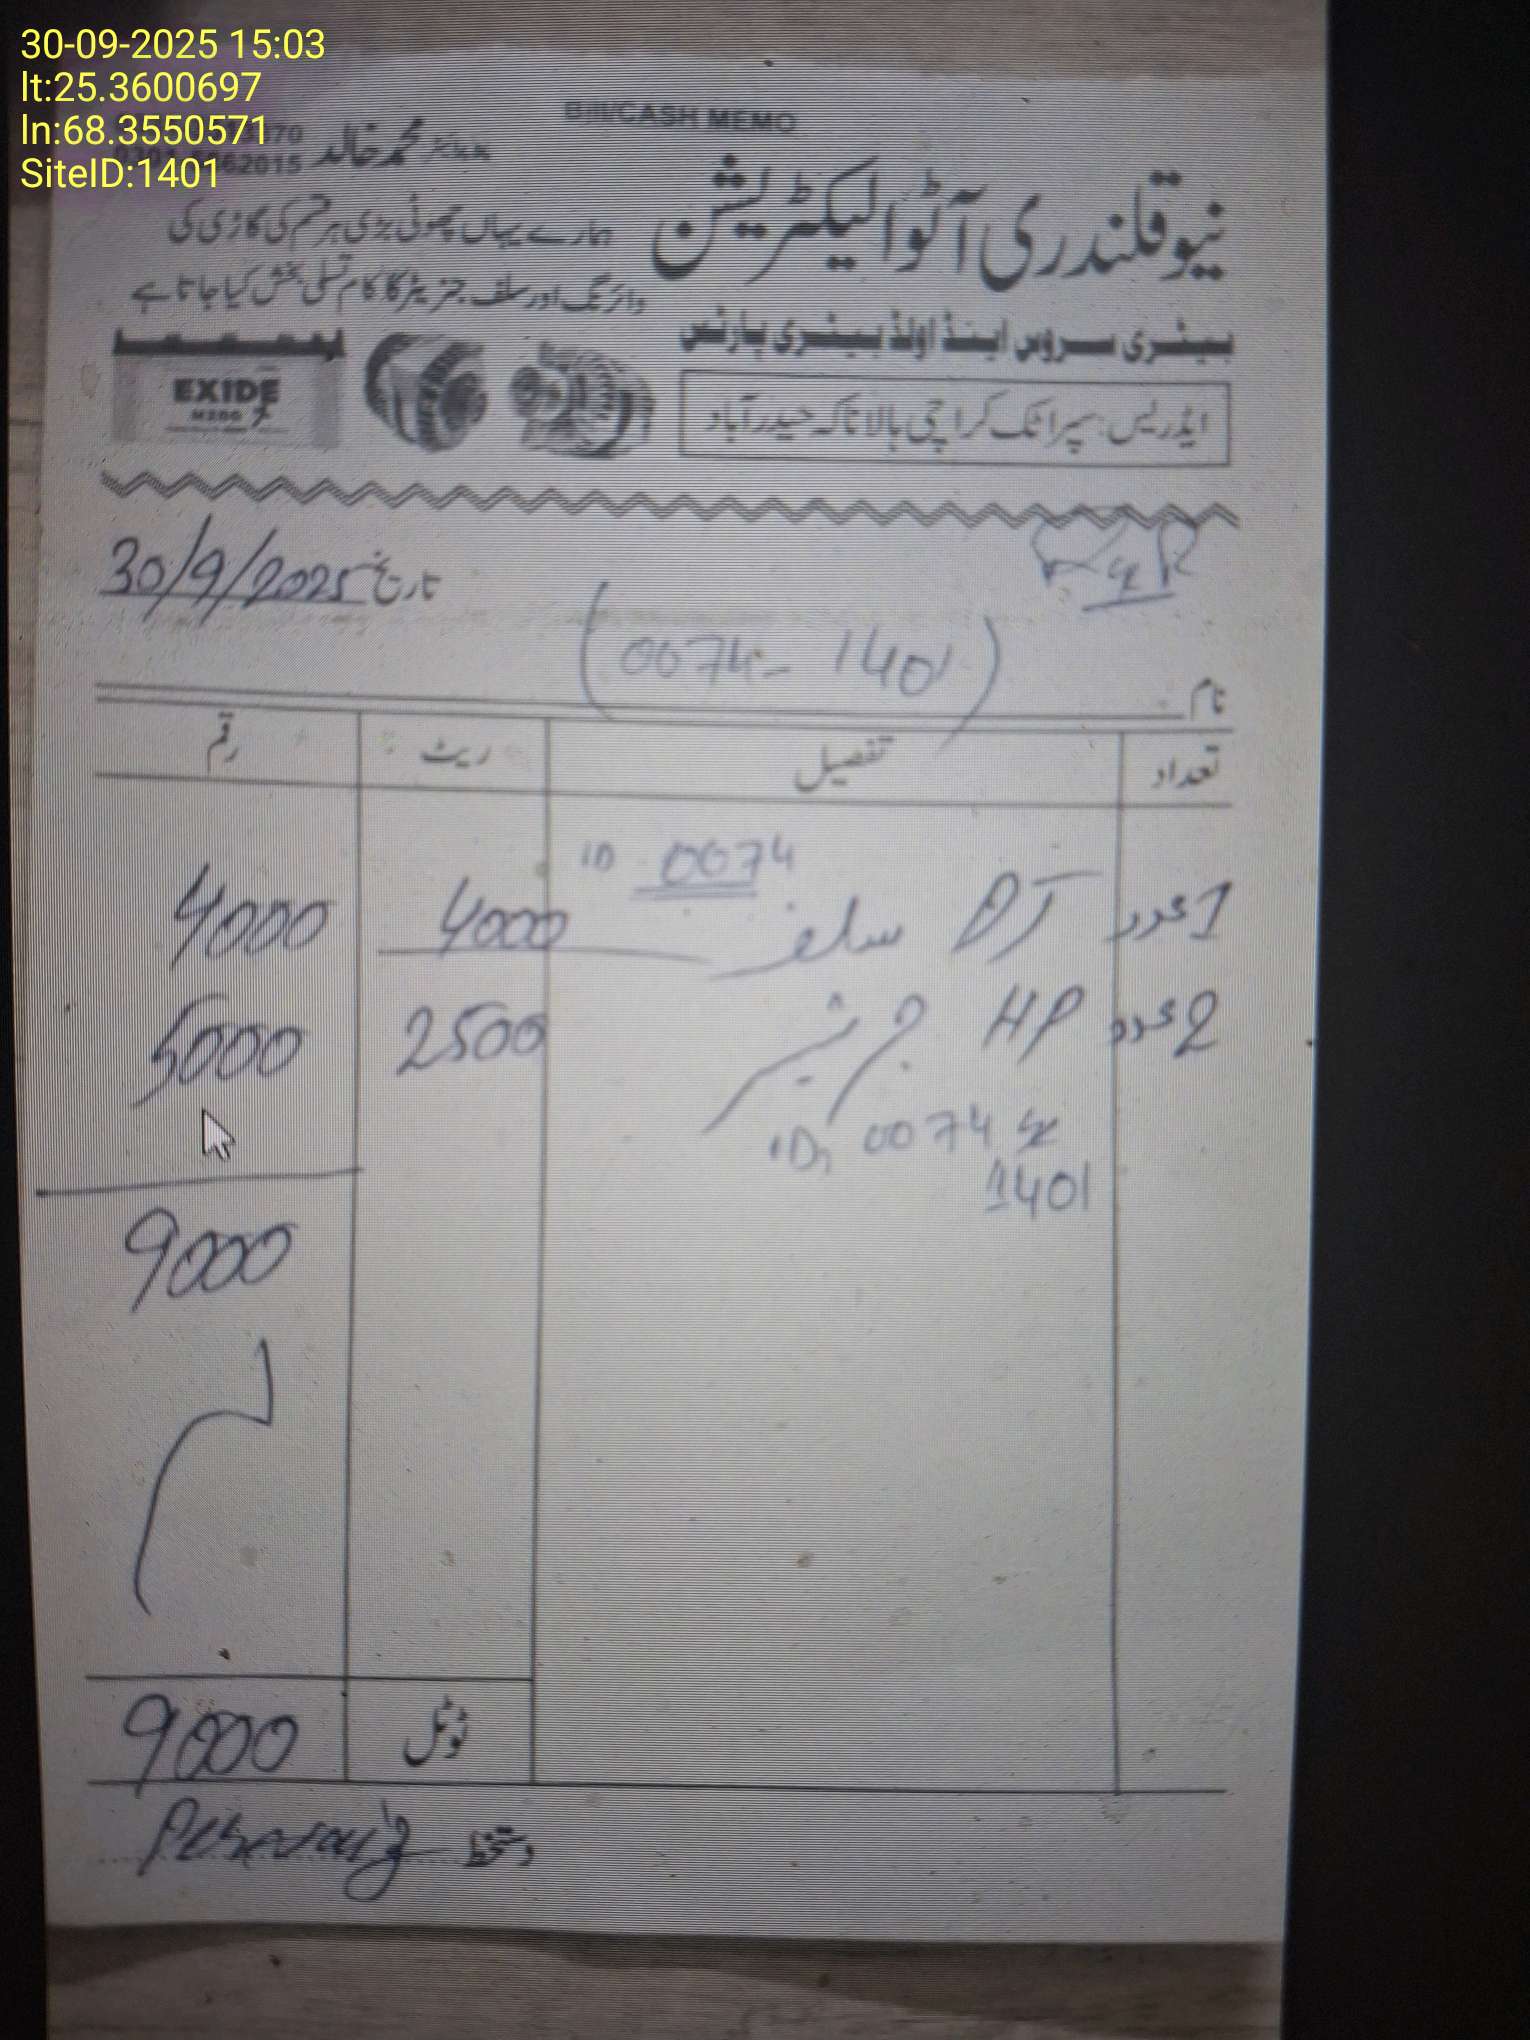 30-09-2025 15:03
lt:25.3600697
ln:68.3550571
SiteID:1401
Bill/CASH MEMO
محمد خالد
2015
نیو قلندری آٹو الیکٹریشن
ہمارے یہاں چھوٹی بڑی ہر قسم کی گاڑی کی
وائرنگ اور سلف جنریٹر کا کام تسلی بخش کیا جاتا ہے
بیٹری سروس اینڈ اولڈ بیٹری پارٹس
EXIDE
ایڈریس: سپر اٹک کراچی بالا ناکہ حیدرآباد
تاریخ 30/9/2025
(0074 - 1401)
نام
تعداد تفصیل ریٹ رقم
ID 0074
1 عدد DT سلف 4000 4000
2 عدد HP جنریٹر 2500 5000
ID, 0074
1401
9000
ٹوٹل 9000
دستخط